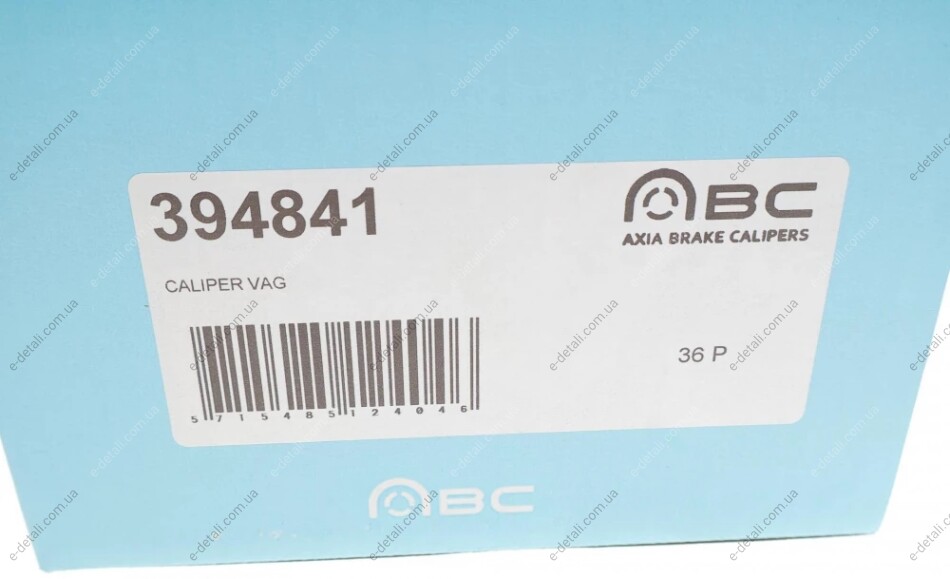 394841
ABC
AXIA BRAKE CALIPERS
CALIPER VAG
36 P
5 715485 124046
ABC
e-detali.com.ua